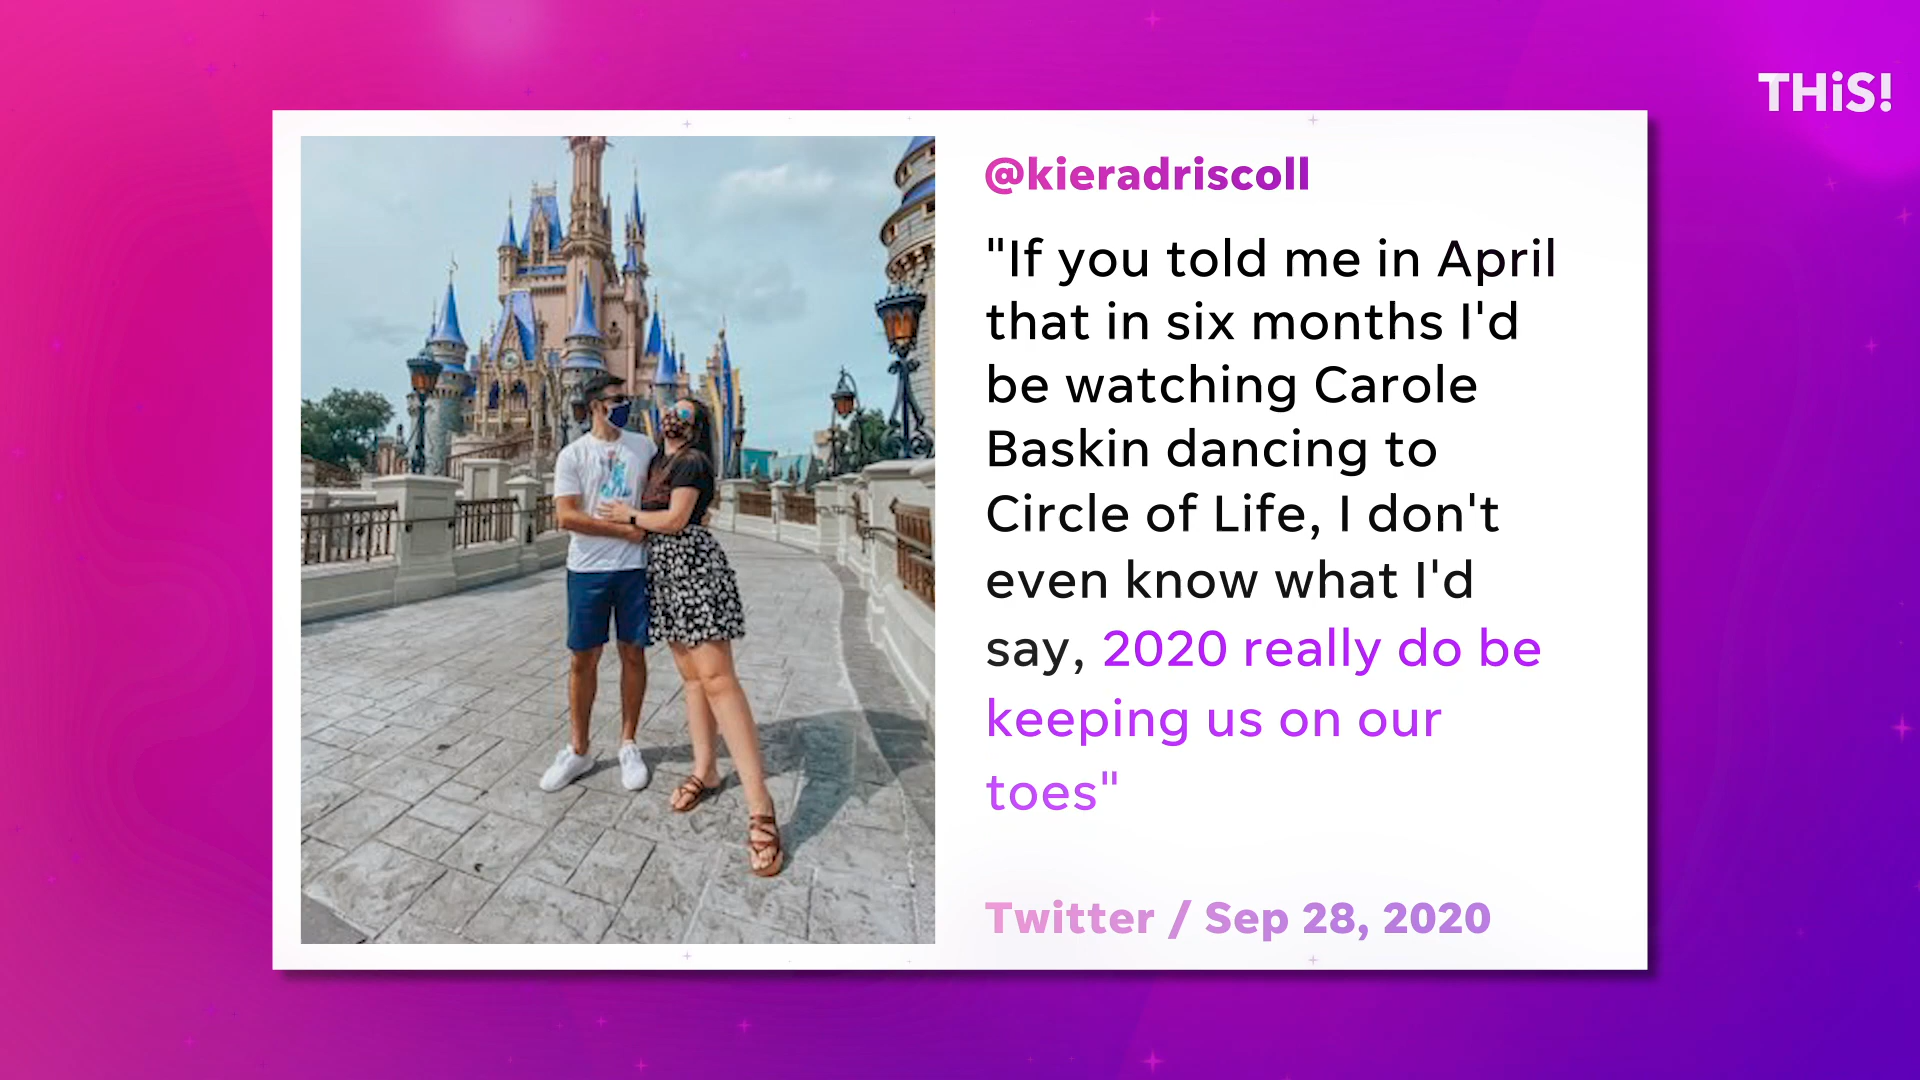 THiS!
@kieradriscoll
"If you told me in April
that in six months I'd
be watching Carole
Baskin dancing to
Circle of Life, I don't
even know what I'd
say, 2020 really do be
keeping us on our
toes"
Twitter / Sep 28, 2020